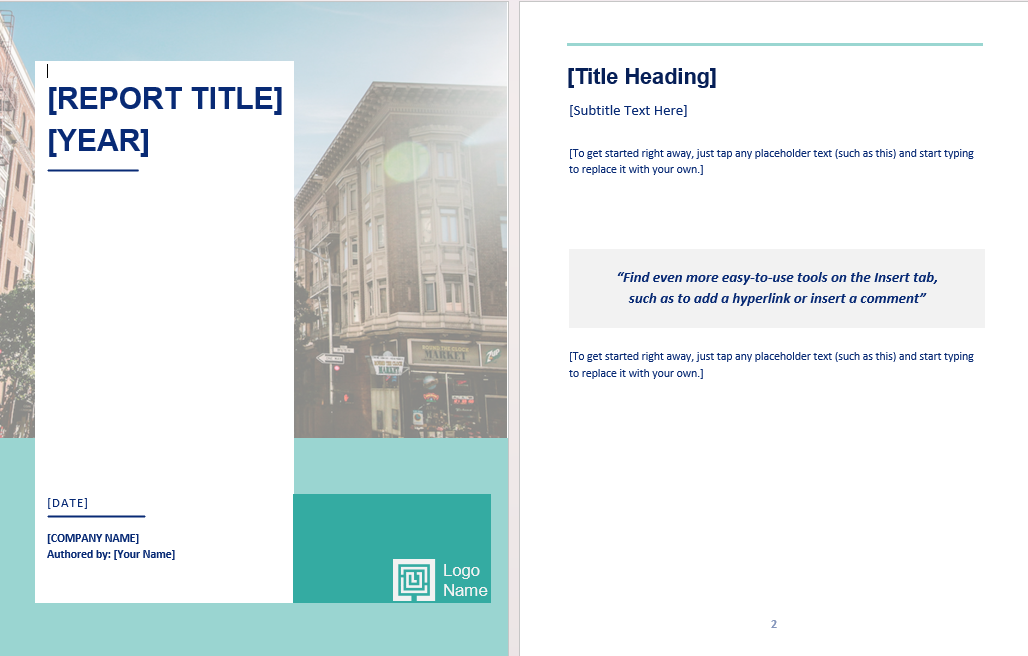 [REPORT TITLE]
[YEAR]
MARKET
MARKET
[DATE]
[COMPANY NAME]
Authored by: [Your Name]
Logo
Name
[Title Heading]
[Subtitle Text Here]
[To get started right away, just tap any placeholder text (such as this) and start typing
to replace it with your own.]
“Find even more easy-to-use tools on the Insert tab,
such as to add a hyperlink or insert a comment”
[To get started right away, just tap any placeholder text (such as this) and start typing
to replace it with your own.]
2